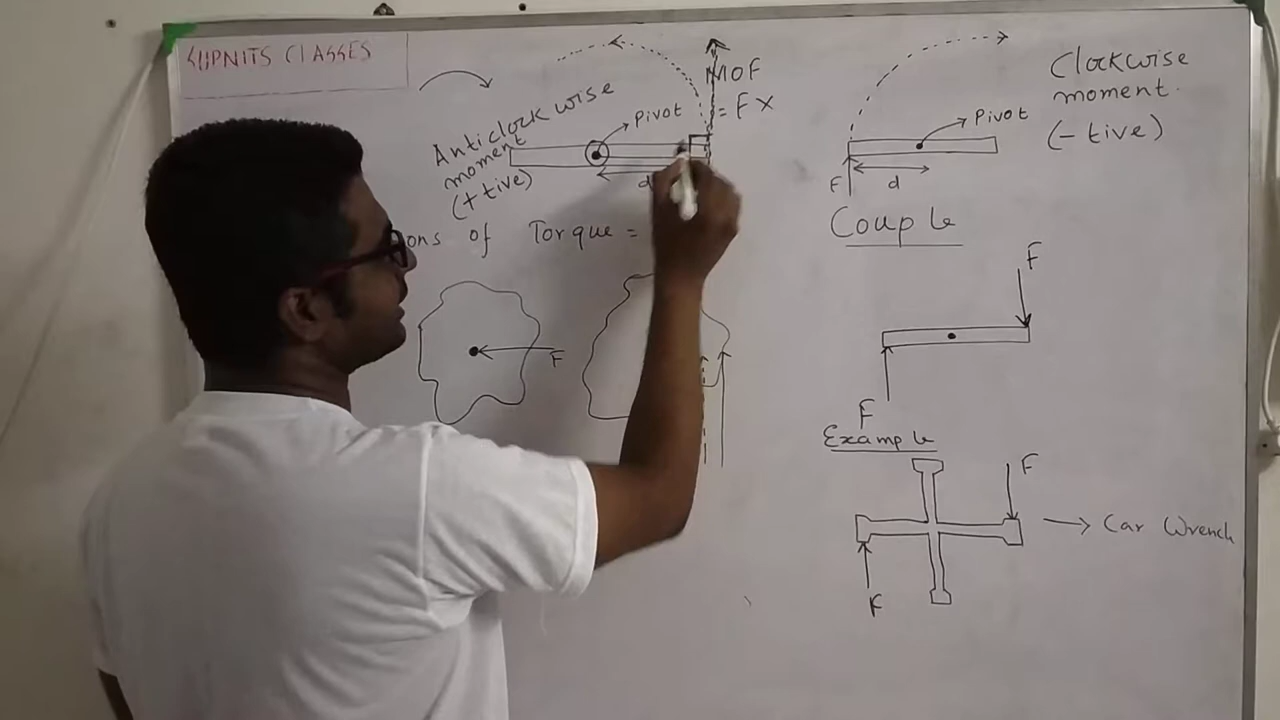 SUPNITS CLASSES
MOF
= F x
Pivot
Anticlockwise
moment
(+tive)
d
ons of Torque =
F
Clockwise
moment.
(-tive)
Pivot
F
d
Couple
F
F
Example
F
Car Wrench
F